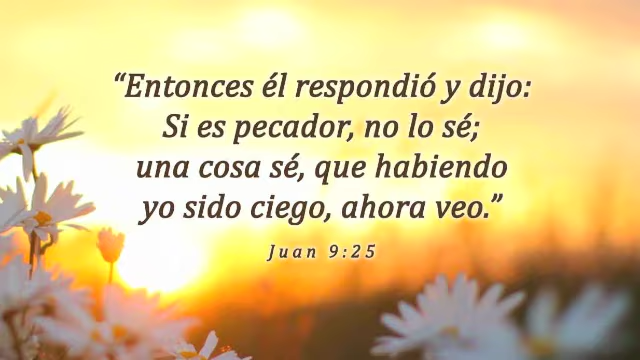 “Entonces él respondió y dijo:
Si es pecador, no lo sé;
una cosa sé, que habiendo
yo sido ciego, ahora veo.”
Juan 9:25